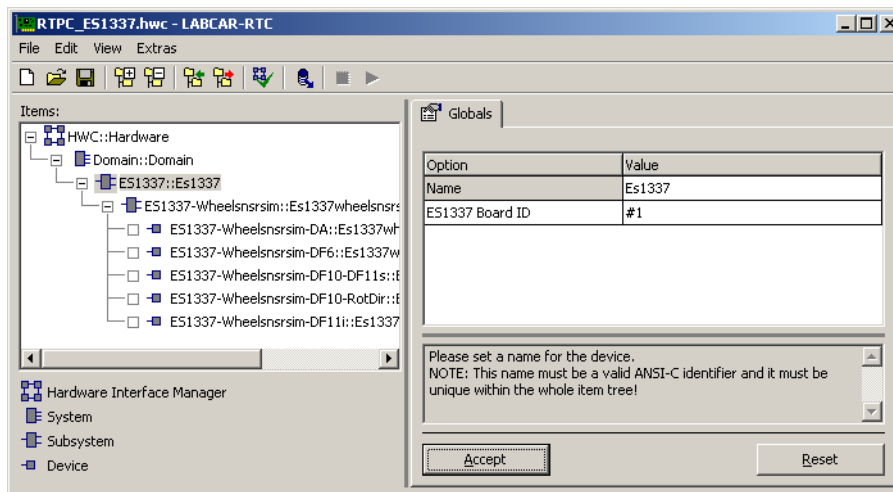 RTPC_ES1337.hwc - LABCAR-RTC
File Edit View Extras
Items:
HWC::Hardware
Domain::Domain
ES1337::Es1337
ES1337-Wheelsnsrsim::Es1337wheelsnsrs
ES1337-Wheelsnsrsim-DA::Es1337wh
ES1337-Wheelsnsrsim-DF6::Es1337w
ES1337-Wheelsnsrsim-DF10-DF11s::E
ES1337-Wheelsnsrsim-DF10-RotDir::E
ES1337-Wheelsnsrsim-DF11i::Es1337
Hardware Interface Manager
System
Subsystem
Device
Globals
Option Value
Name Es1337
ES1337 Board ID #1
Please set a name for the device.
NOTE: This name must be a valid ANSI-C identifier and it must be
unique within the whole item tree!
Accept Reset